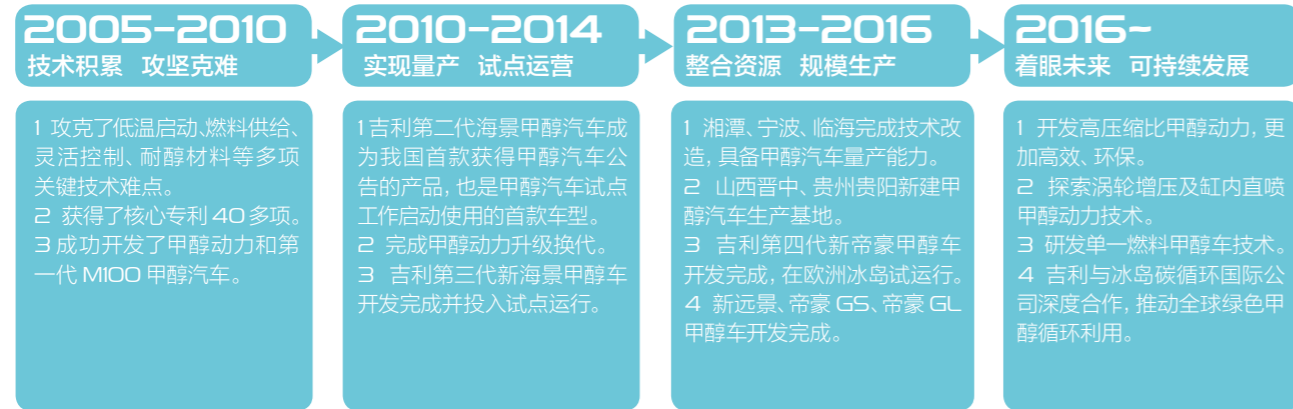 2005-2010
技术积累 攻坚克难
1 攻克了低温启动、燃料供给、
灵活控制、耐醇材料等多项
关键技术难点。
2 获得了核心专利40多项。
3 成功开发了甲醇动力和第
一代 M100 甲醇汽车。
2010-2014
实现量产 试点运营
1 吉利第二代海景甲醇汽车成
为我国首款获得甲醇汽车公
告的产品,也是甲醇汽车试点
工作启动使用的首款车型。
2 完成甲醇动力升级换代。
3 吉利第三代新海景甲醇车
开发完成并投入试点运行。
2013-2016
整合资源 规模生产
1 湘潭、宁波、临海完成技术改
造,具备甲醇汽车量产能力。
2 山西晋中、贵州贵阳新建甲
醇汽车生产基地。
3 吉利第四代新帝豪甲醇车
开发完成,在欧洲冰岛试运行。
4 新远景、帝豪 GS、帝豪 GL
甲醇车开发完成。
2016~
着眼未来 可持续发展
1 开发高压缩比甲醇动力,更
加高效、环保。
2 探索涡轮增压及缸内直喷
甲醇动力技术。
3 研发单一燃料甲醇车技术。
4 吉利与冰岛碳循环国际公
司深度合作,推动全球绿色甲
醇循环利用。